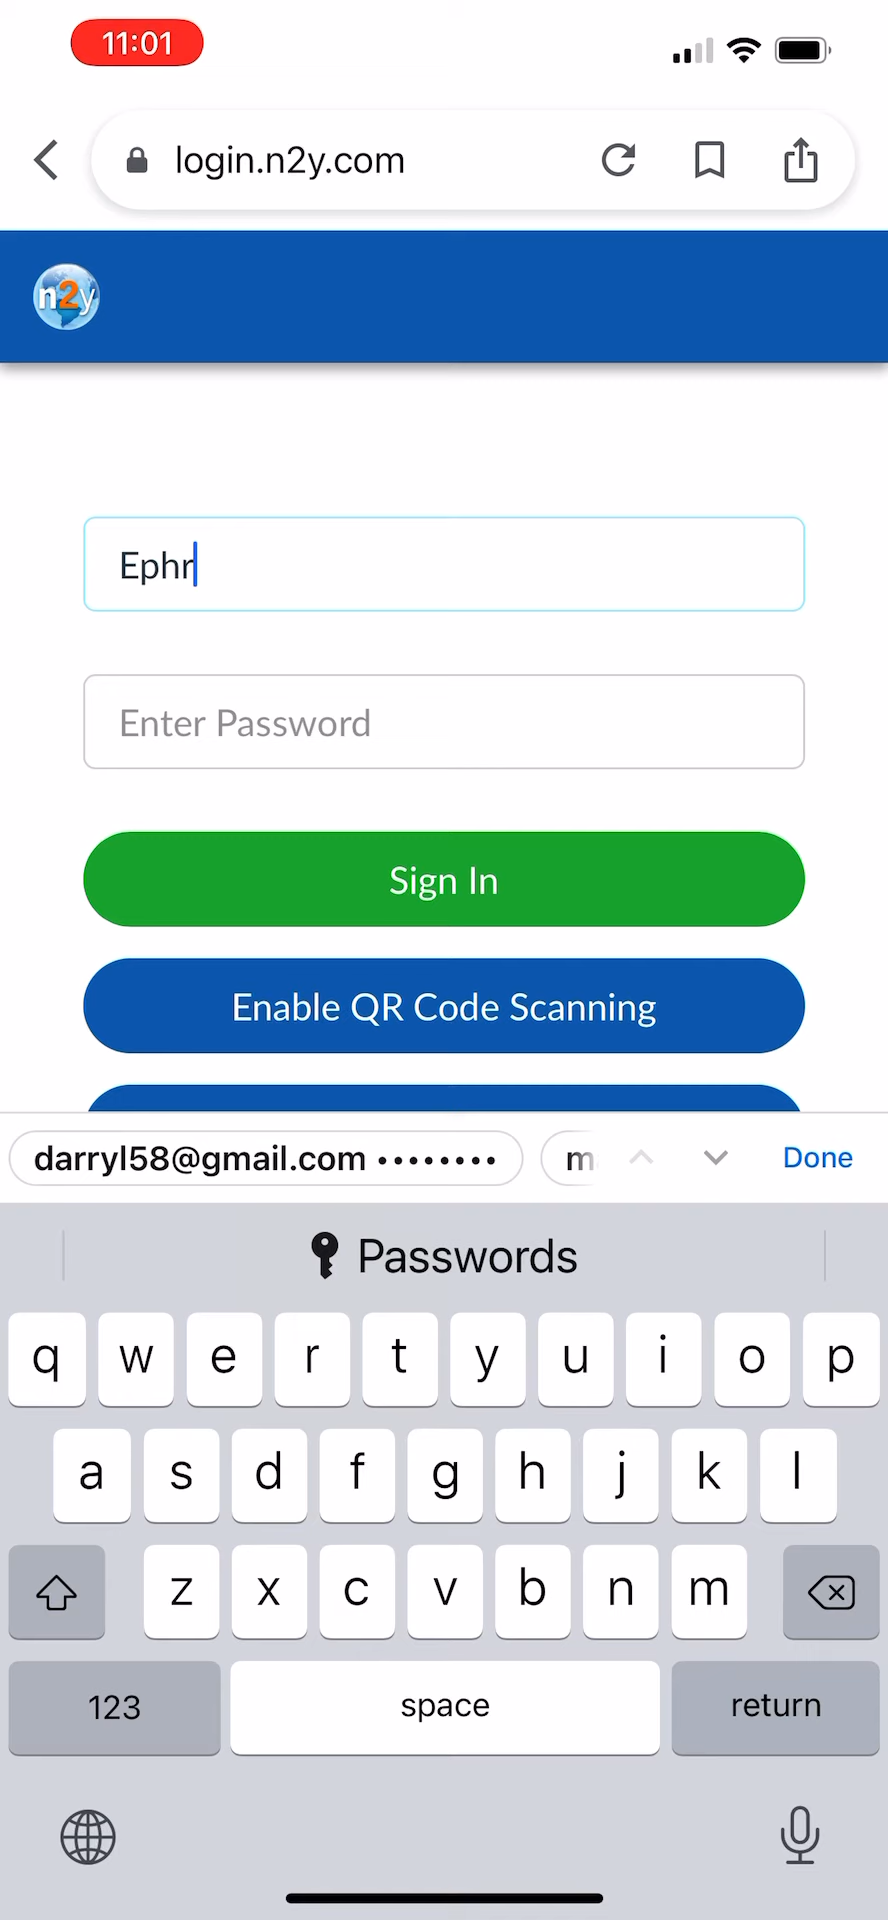 11:01
login.n2y.com
n2y
Ephr
Enter Password
Sign In
Enable QR Code Scanning
darryl58@gmail.com ••••••••
m
Done
Passwords
q w e r t y u i o p
a s d f g h j k l
z x c v b n m
123 space return